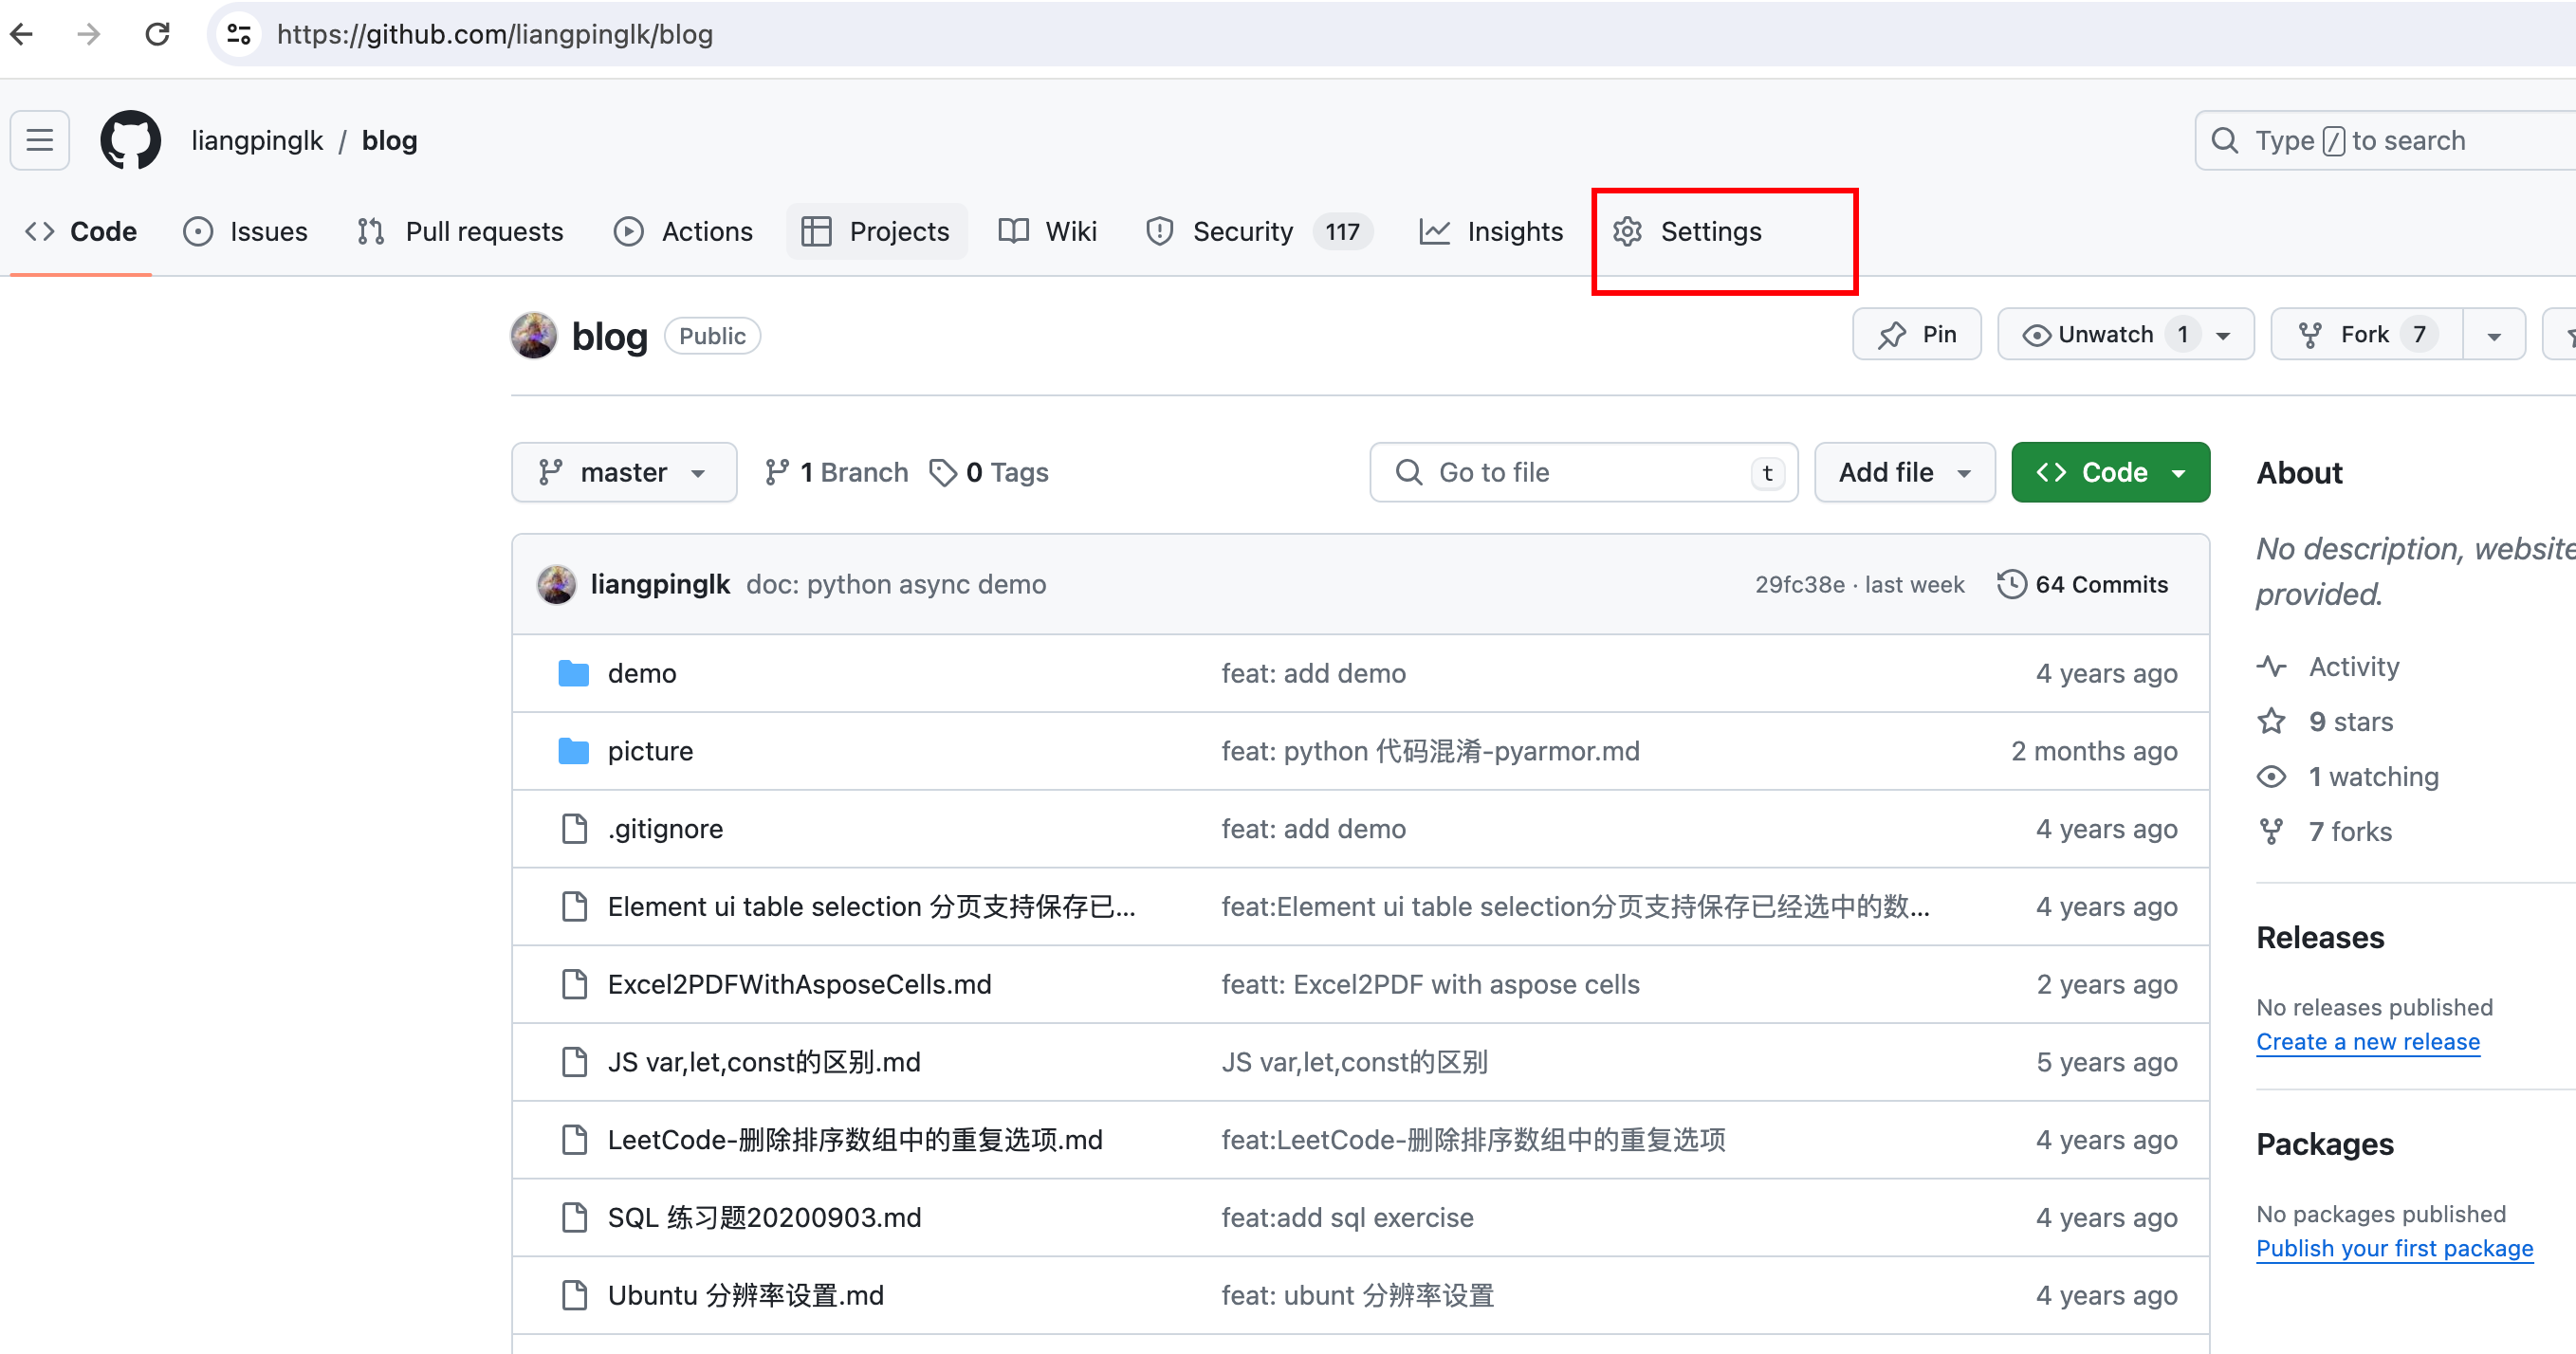 https://github.com/liangpinglk/blog
liangpinglk / blog
Type / to search
Code Issues Pull requests Actions Projects Wiki Security 117 Insights Settings
blog Public
Pin Unwatch 1 Fork 7
master 1 Branch 0 Tags Go to file t Add file Code
About
No description, website
provided.
liangpinglk doc: python async demo 29fc38e · last week 64 Commits
demo feat: add demo 4 years ago
picture feat: python 代码混淆-pyarmor.md 2 months ago
.gitignore feat: add demo 4 years ago
Element ui table selection 分页支持保存已... feat:Element ui table selection分页支持保存已经选中的数... 4 years ago
Excel2PDFWithAsposeCells.md featt: Excel2PDF with aspose cells 2 years ago
JS var,let,const的区别.md JS var,let,const的区别 5 years ago
LeetCode-删除排序数组中的重复选项.md feat:LeetCode-删除排序数组中的重复选项 4 years ago
SQL 练习题20200903.md feat:add sql exercise 4 years ago
Ubuntu 分辨率设置.md feat: ubunt 分辨率设置 4 years ago
Activity
9 stars
1 watching
7 forks
Releases
No releases published
Create a new release
Packages
No packages published
Publish your first package